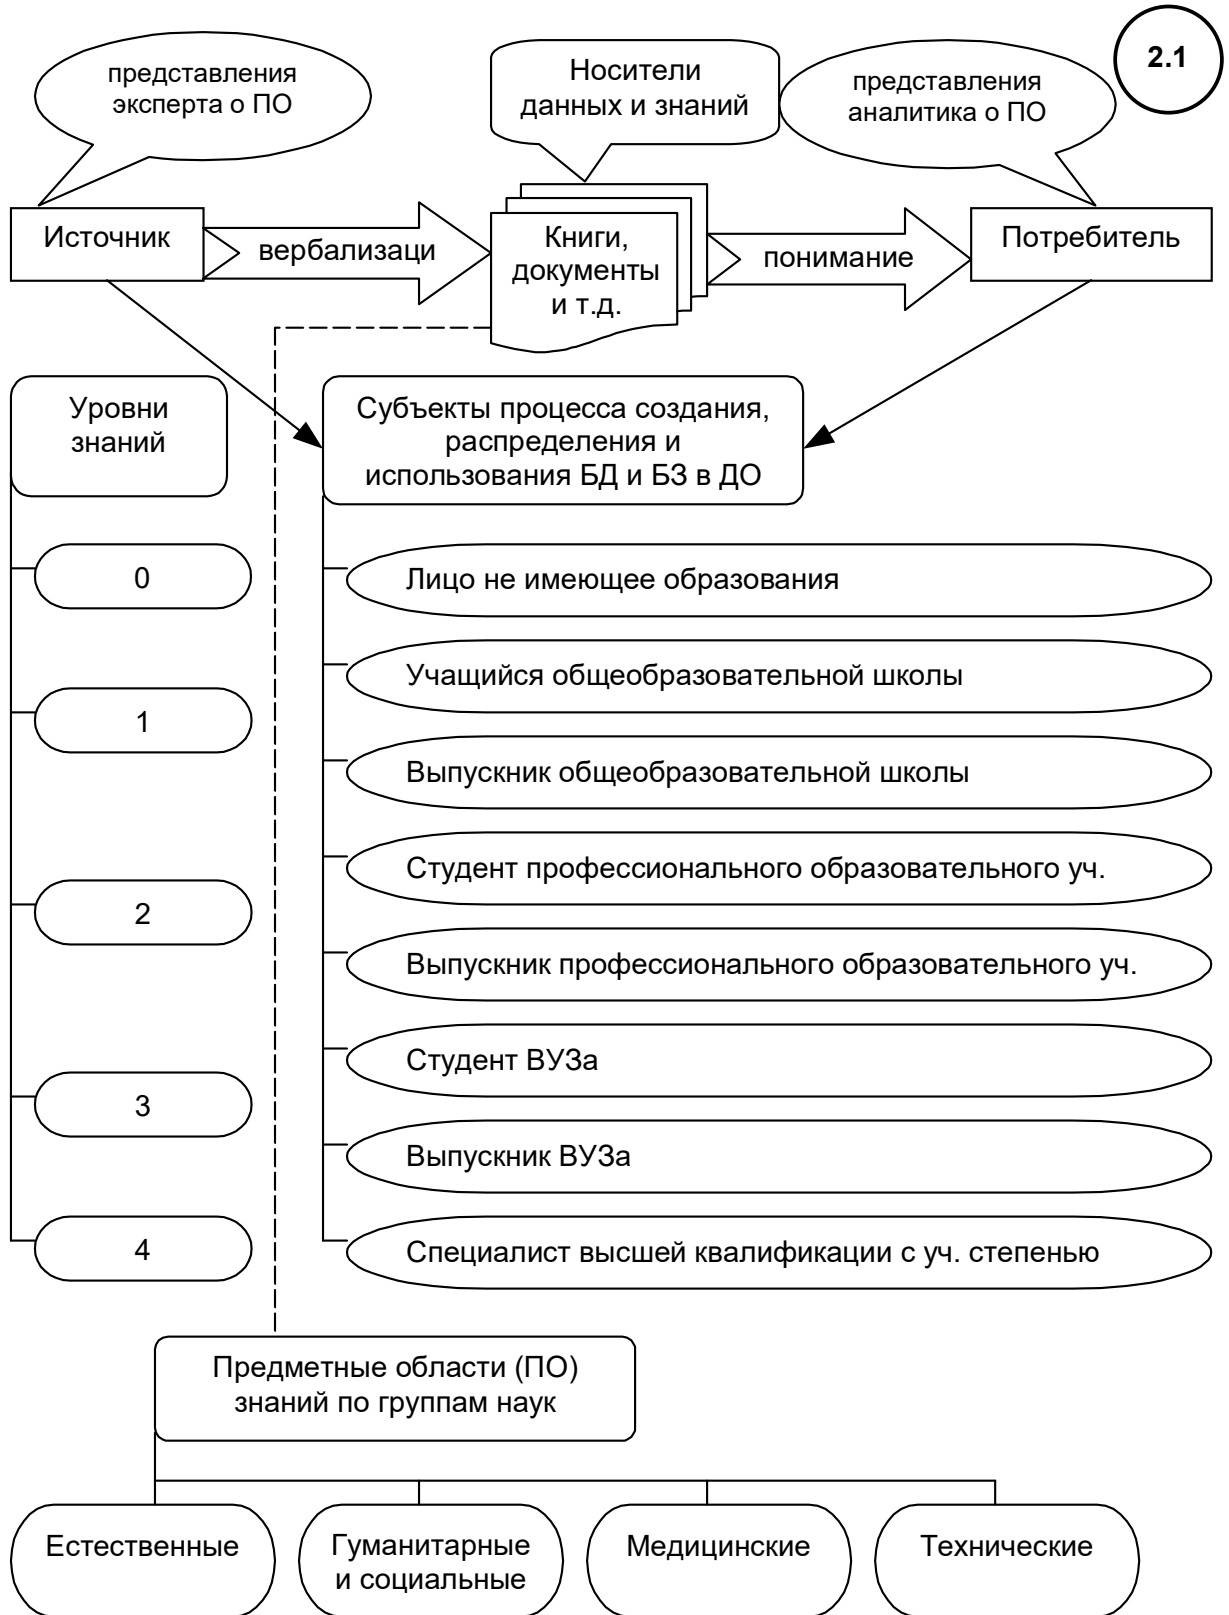 2.1
представления
эксперта о ПО
Носители
данных и знаний
представления
аналитика о ПО
Источник
вербализаци
Книги,
документы
и т.д.
понимание
Потребитель
Уровни
знаний
Субъекты процесса создания,
распределения и
использования БД и БЗ в ДО
0
Лицо не имеющее образования
Учащийся общеобразовательной школы
1
Выпускник общеобразовательной школы
Студент профессионального образовательного уч.
2
Выпускник профессионального образовательного уч.
Студент ВУЗа
3
Выпускник ВУЗа
4
Специалист высшей квалификации с уч. степенью
Предметные области (ПО)
знаний по группам наук
Естественные
Гуманитарные
и социальные
Медицинские
Технические